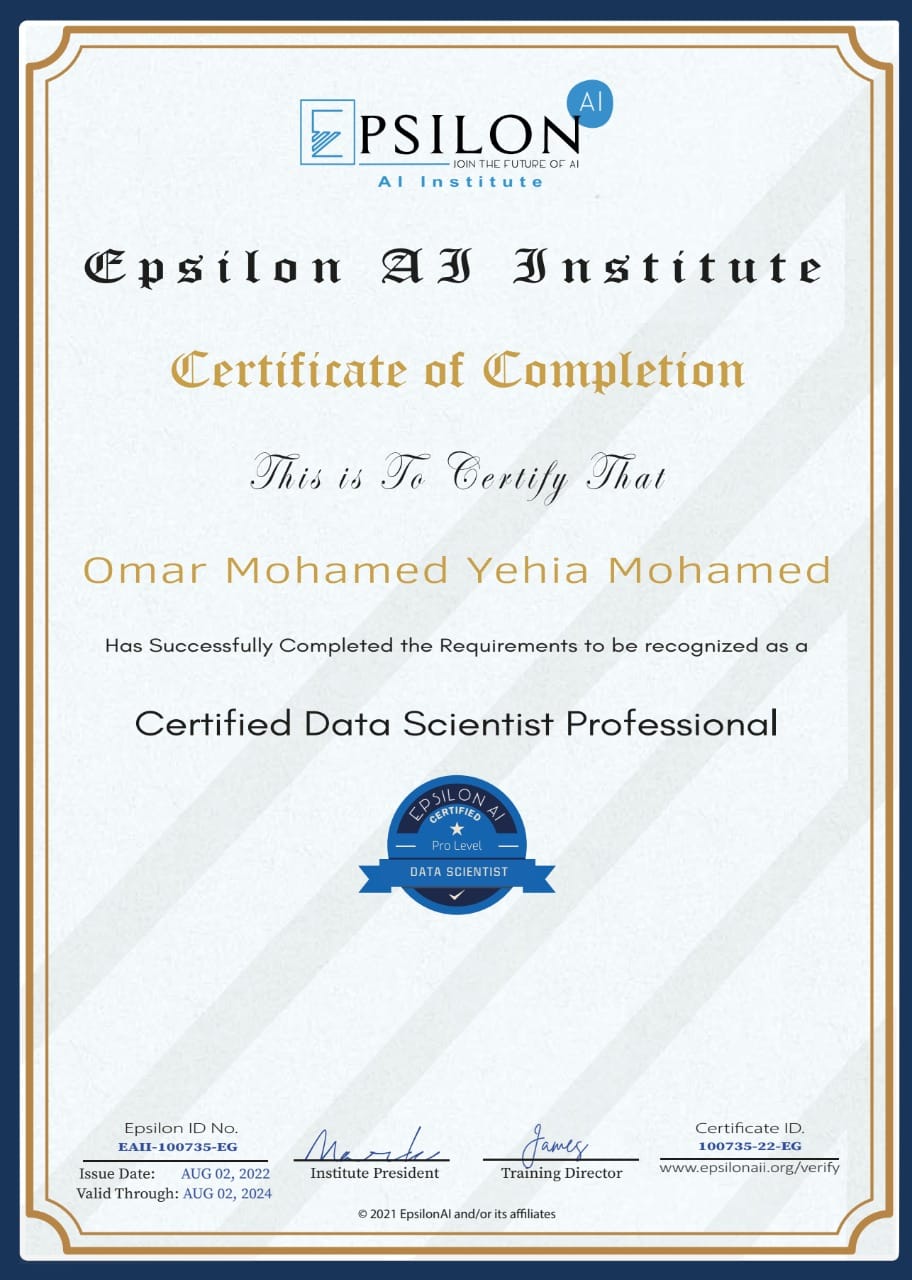 EPSILON AI
JOIN THE FUTURE OF AI
AI Institute
Epsilon AI Institute
Certificate of Completion
This is To Certify That
Omar Mohamed Yehia Mohamed
Has Successfully Completed the Requirements to be recognized as a
Certified Data Scientist Professional
EPSILON AI
CERTIFIED
Pro Level
DATA SCIENTIST
Epsilon ID No.
EAII-100735-EG
Issue Date: AUG 02, 2022
Valid Through: AUG 02, 2024
Institute President
James
Training Director
Certificate ID.
100735-22-EG
www.epsilonaii.org/verify
© 2021 EpsilonAI and/or its affiliates